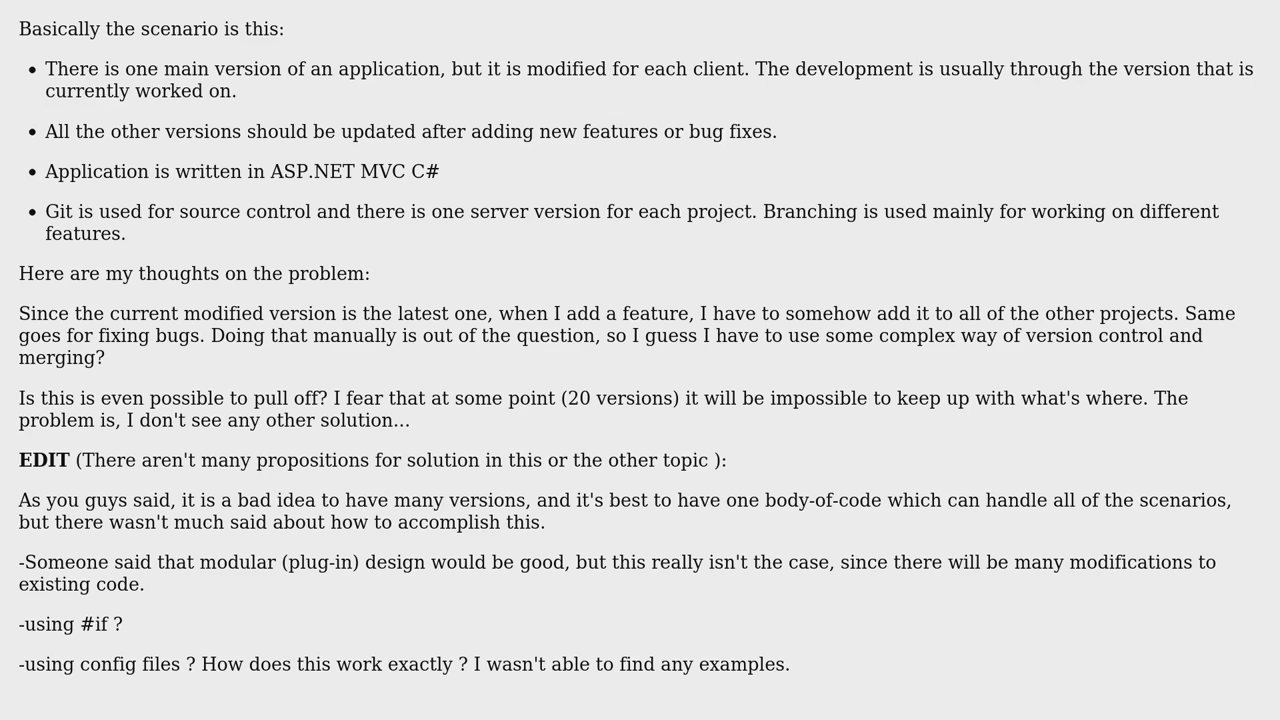 Basically the scenario is this:
• There is one main version of an application, but it is modified for each client. The development is usually through the version that is
currently worked on.
• All the other versions should be updated after adding new features or bug fixes.
• Application is written in ASP.NET MVC C#
• Git is used for source control and there is one server version for each project. Branching is used mainly for working on different
features.
Here are my thoughts on the problem:
Since the current modified version is the latest one, when I add a feature, I have to somehow add it to all of the other projects. Same
goes for fixing bugs. Doing that manually is out of the question, so I guess I have to use some complex way of version control and
merging?
Is this is even possible to pull off? I fear that at some point (20 versions) it will be impossible to keep up with what's where. The
problem is, I don't see any other solution...
EDIT (There aren't many propositions for solution in this or the other topic ):
As you guys said, it is a bad idea to have many versions, and it's best to have one body-of-code which can handle all of the scenarios,
but there wasn't much said about how to accomplish this.
-Someone said that modular (plug-in) design would be good, but this really isn't the case, since there will be many modifications to
existing code.
-using #if ?
-using config files ? How does this work exactly ? I wasn't able to find any examples.